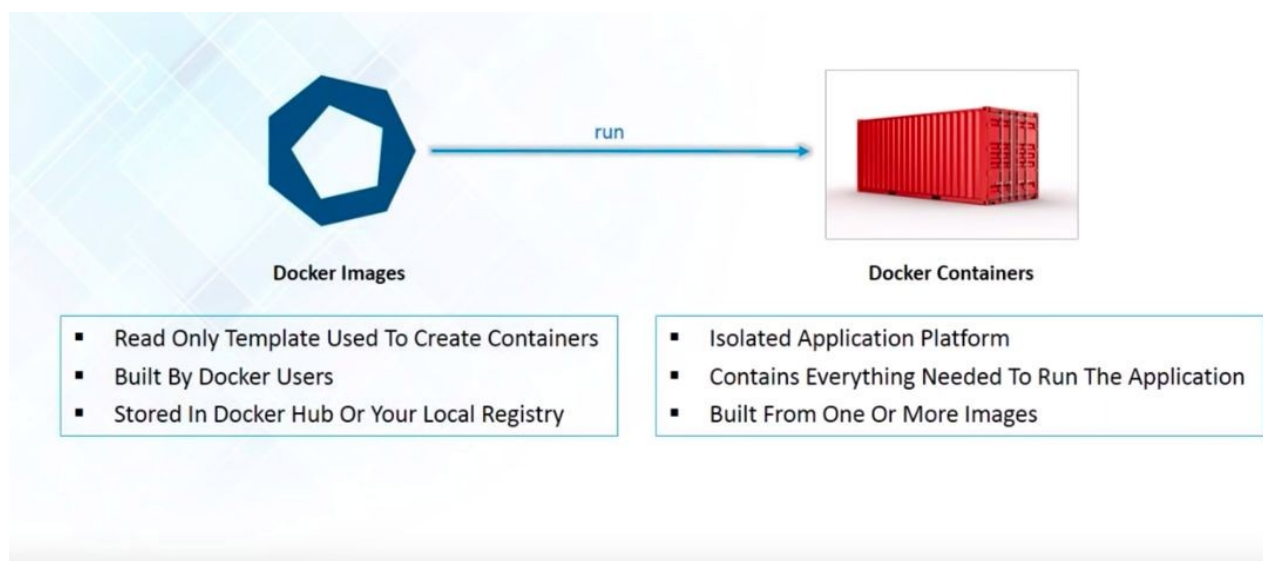 run
Docker Images
Docker Containers
▪ Read Only Template Used To Create Containers
▪ Built By Docker Users
▪ Stored In Docker Hub Or Your Local Registry
▪ Isolated Application Platform
▪ Contains Everything Needed To Run The Application
▪ Built From One Or More Images